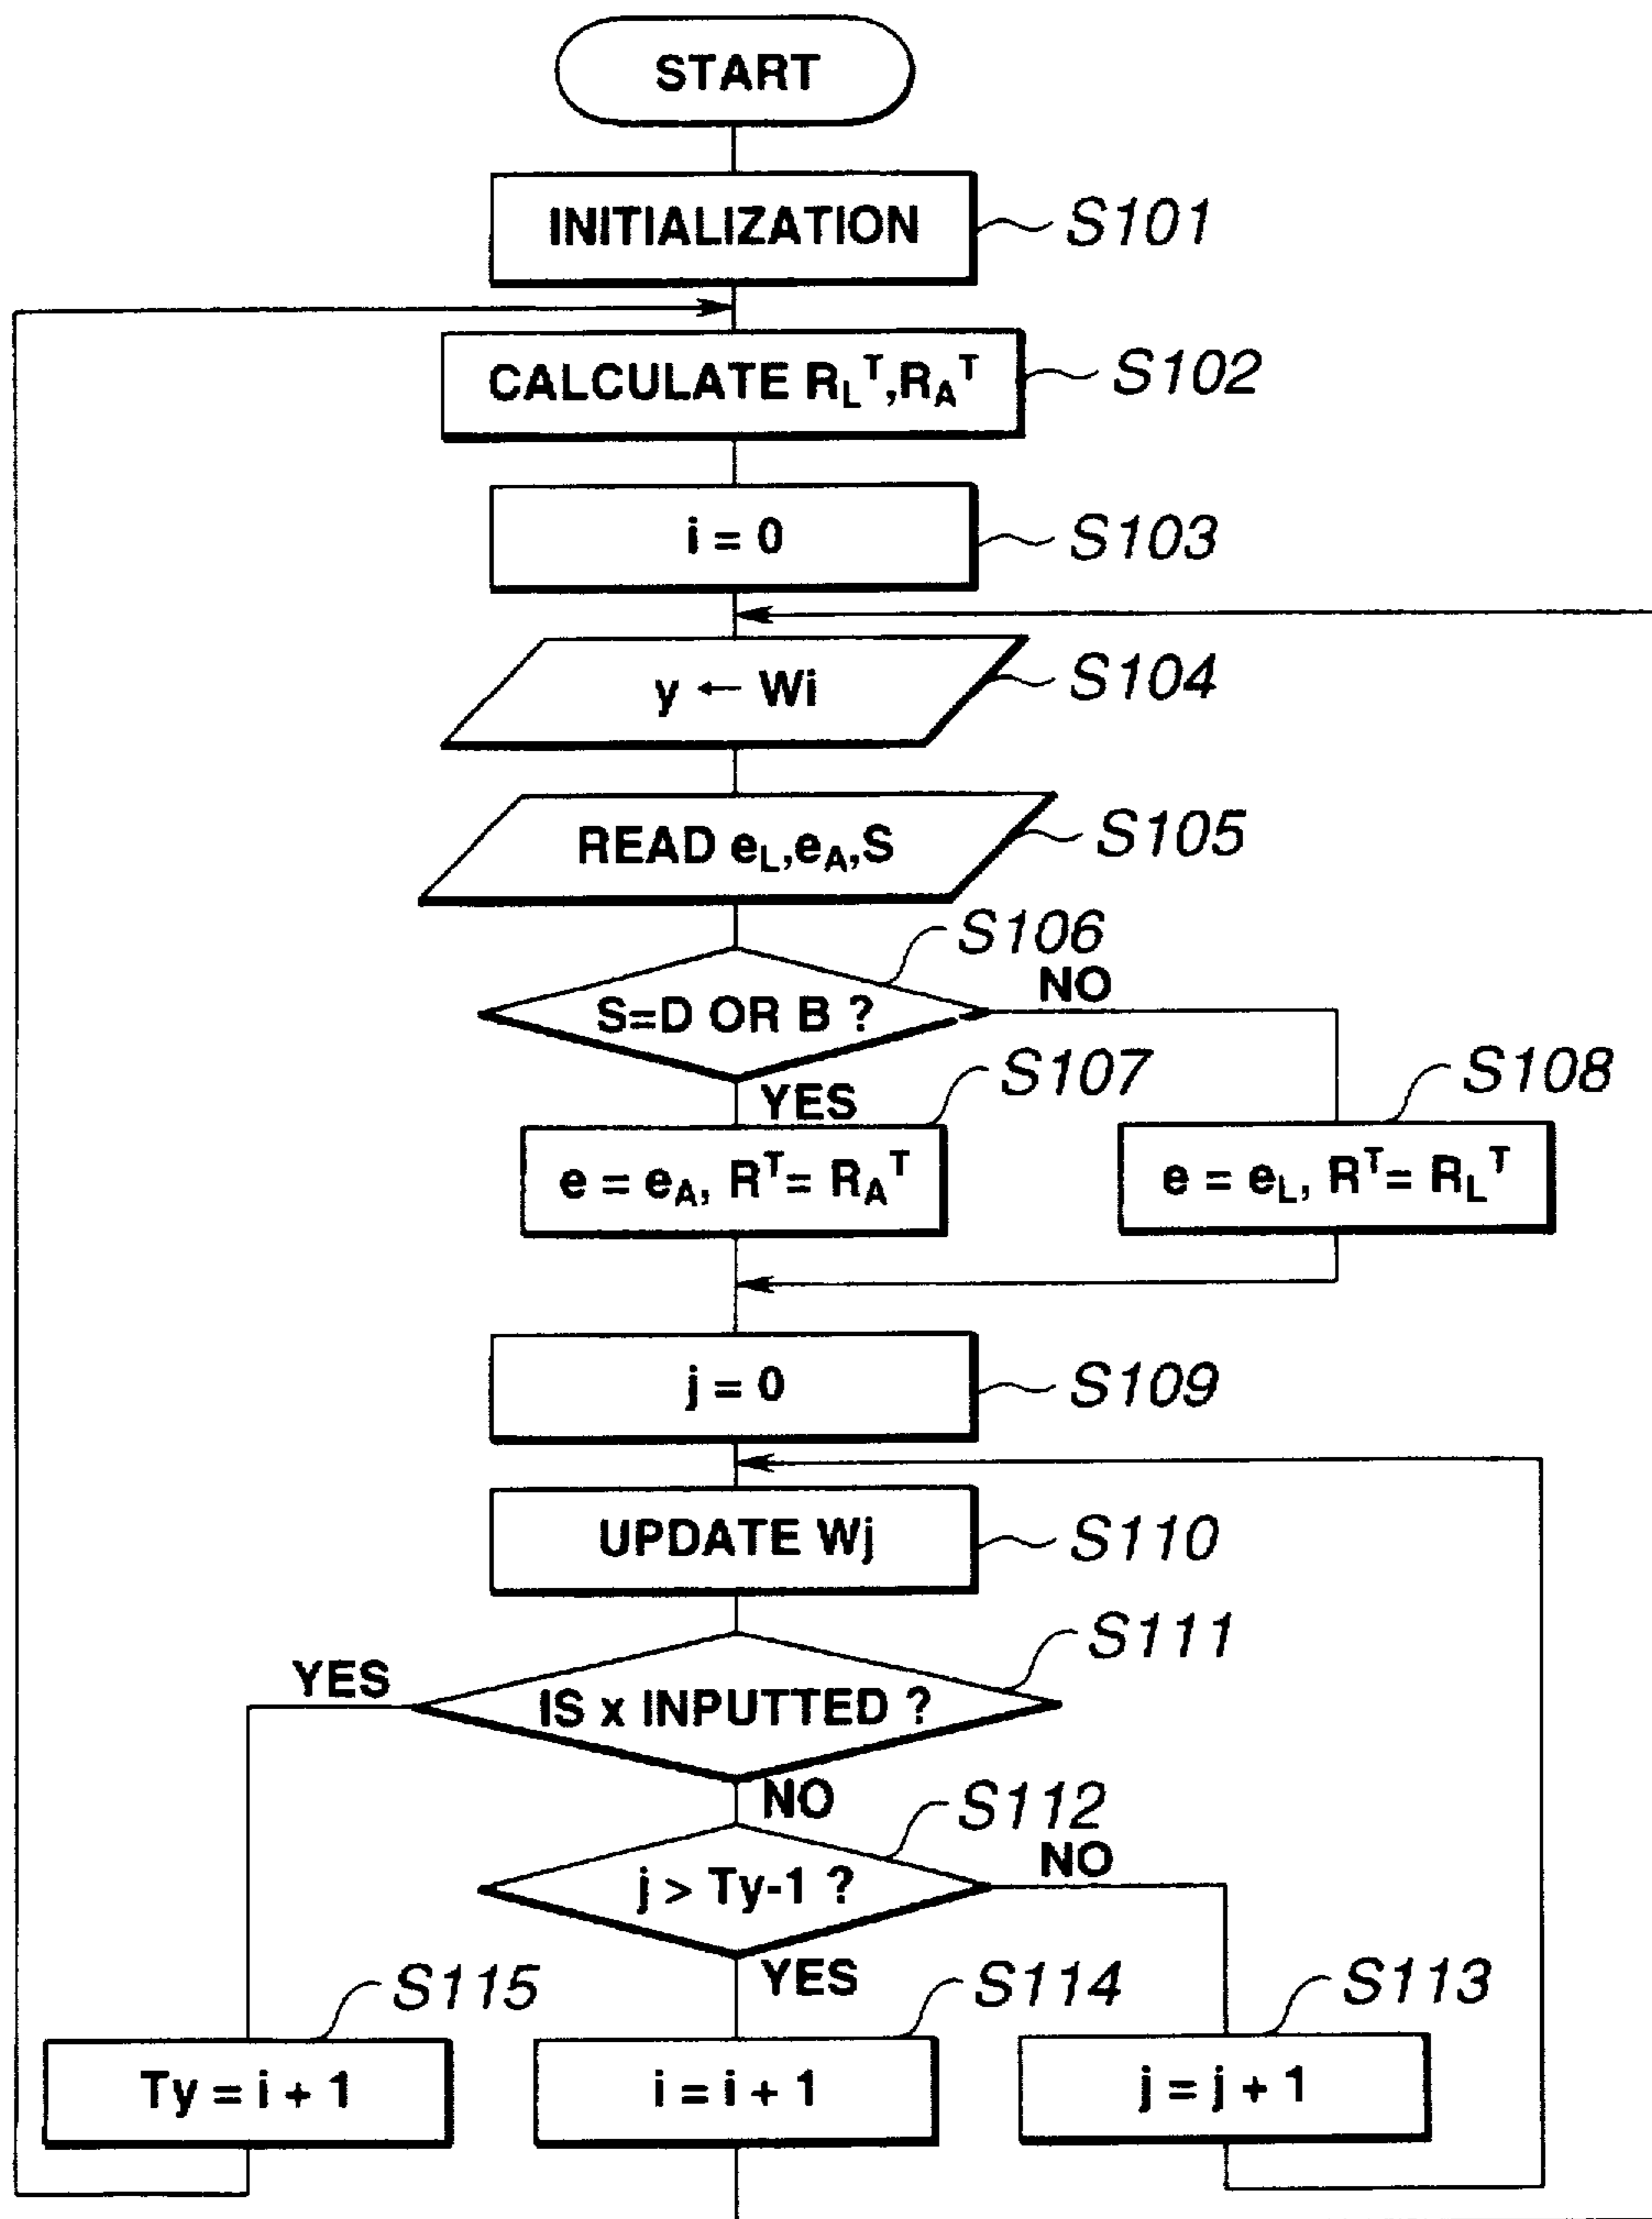 START
INITIALIZATION
S101
CALCULATE R_L^T,R_A^T
S102
i = 0
S103
y ← Wi
S104
READ e_L,e_A,S
S105
S106
S=D OR B ?
NO
YES
S107
S108
e = e_A, R^T= R_A^T
e = e_L, R^T= R_L^T
j = 0
S109
UPDATE Wj
S110
S111
YES
IS x INPUTTED ?
NO
S112
j > Ty-1 ?
NO
YES
S115
S114
S113
Ty = i + 1
i = i + 1
j = j + 1